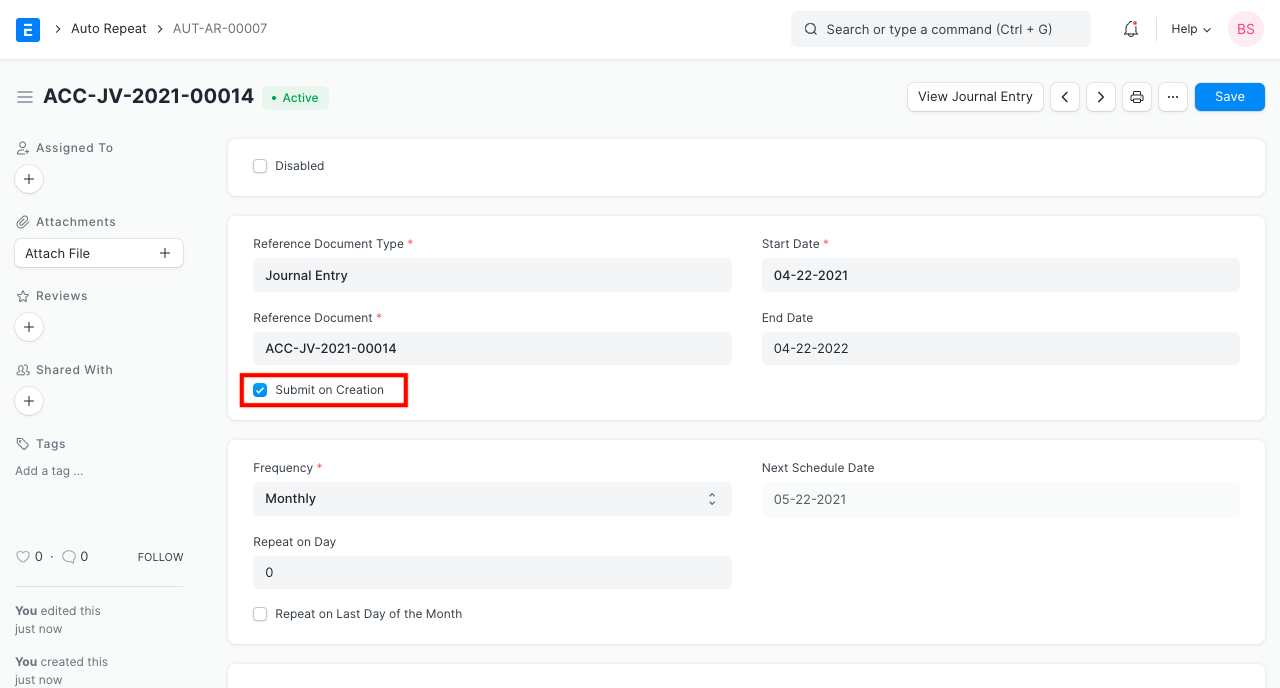 E
Auto Repeat
AUT-AR-00007
Search or type a command (Ctrl + G)
Help
BS
ACC-JV-2021-00014
Active
View Journal Entry
Save
Assigned To
Attachments
Attach File
Reviews
Shared With
Tags
Add a tag ...
0 · 0
FOLLOW
You edited this
just now
You created this
just now
Disabled
Reference Document Type *
Journal Entry
Start Date *
04-22-2021
Reference Document *
ACC-JV-2021-00014
End Date
04-22-2022
Submit on Creation
Frequency *
Monthly
Next Schedule Date
05-22-2021
Repeat on Day
0
Repeat on Last Day of the Month